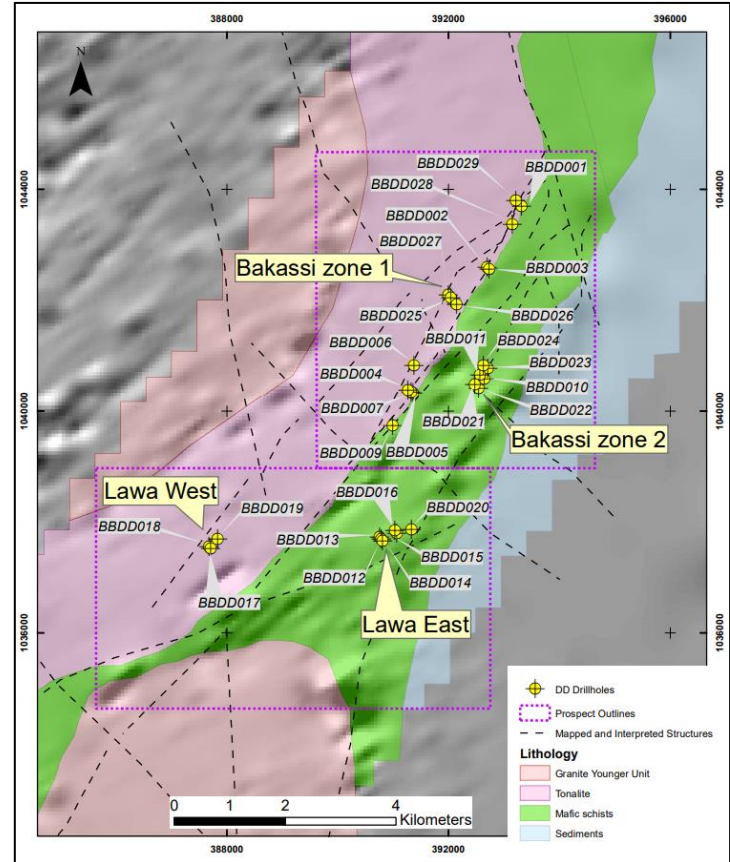 388000
392000
396000
N
1044000
1044000
BBDD029
BBDD001
BBDD028
BBDD002
BBDD027
Bakassi zone 1
BBDD003
BBDD025
BBDD011
BBDD026
BBDD006
BBDD024
BBDD004
BBDD023
1040000
1040000
BBDD007
BBDD010
BBDD021
BBDD022
BBDD009
BBDD005
Bakassi zone 2
BBDD016
Lawa West
BBDD019
BBDD020
BBDD018
BBDD013
BBDD015
BBDD012
BBDD014
BBDD017
Lawa East
1036000
1036000
DD Drillholes
Prospect Outlines
Mapped and Interpreted Structures
Lithology
Granite Younger Unit
Tonalite
Mafic schists
Sediments
0 1 2 4
Kilometers
388000
392000